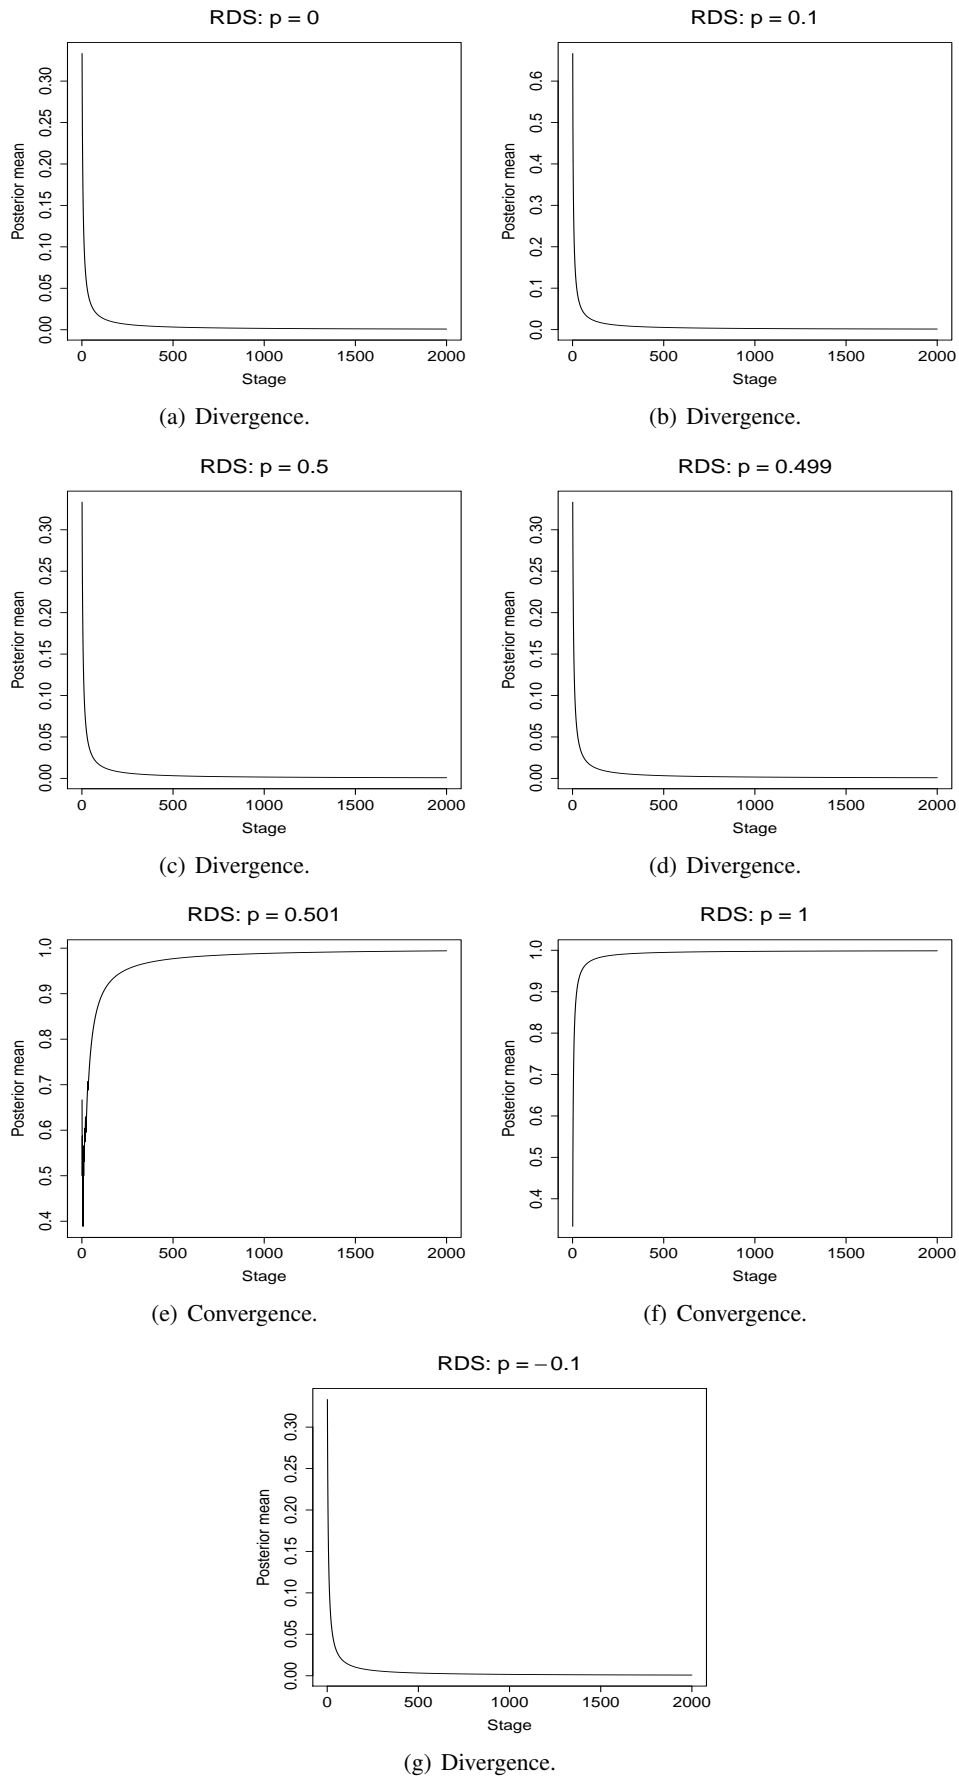 RDS: p = 0
RDS: p = 0.1
Posterior mean
0.00 0.05 0.10 0.15 0.20 0.25 0.30
0 500 1000 1500 2000
Stage
Posterior mean
0.0 0.1 0.2 0.3 0.4 0.5 0.6
0 500 1000 1500 2000
Stage
(a) Divergence.
(b) Divergence.
RDS: p = 0.5
RDS: p = 0.499
Posterior mean
0.00 0.05 0.10 0.15 0.20 0.25 0.30
0 500 1000 1500 2000
Stage
Posterior mean
0.00 0.05 0.10 0.15 0.20 0.25 0.30
0 500 1000 1500 2000
Stage
(c) Divergence.
(d) Divergence.
RDS: p = 0.501
RDS: p = 1
Posterior mean
0.4 0.5 0.6 0.7 0.8 0.9 1.0
0 500 1000 1500 2000
Stage
Posterior mean
0.4 0.5 0.6 0.7 0.8 0.9 1.0
0 500 1000 1500 2000
Stage
(e) Convergence.
(f) Convergence.
RDS: p = −0.1
Posterior mean
0.00 0.05 0.10 0.15 0.20 0.25 0.30
0 500 1000 1500 2000
Stage
(g) Divergence.